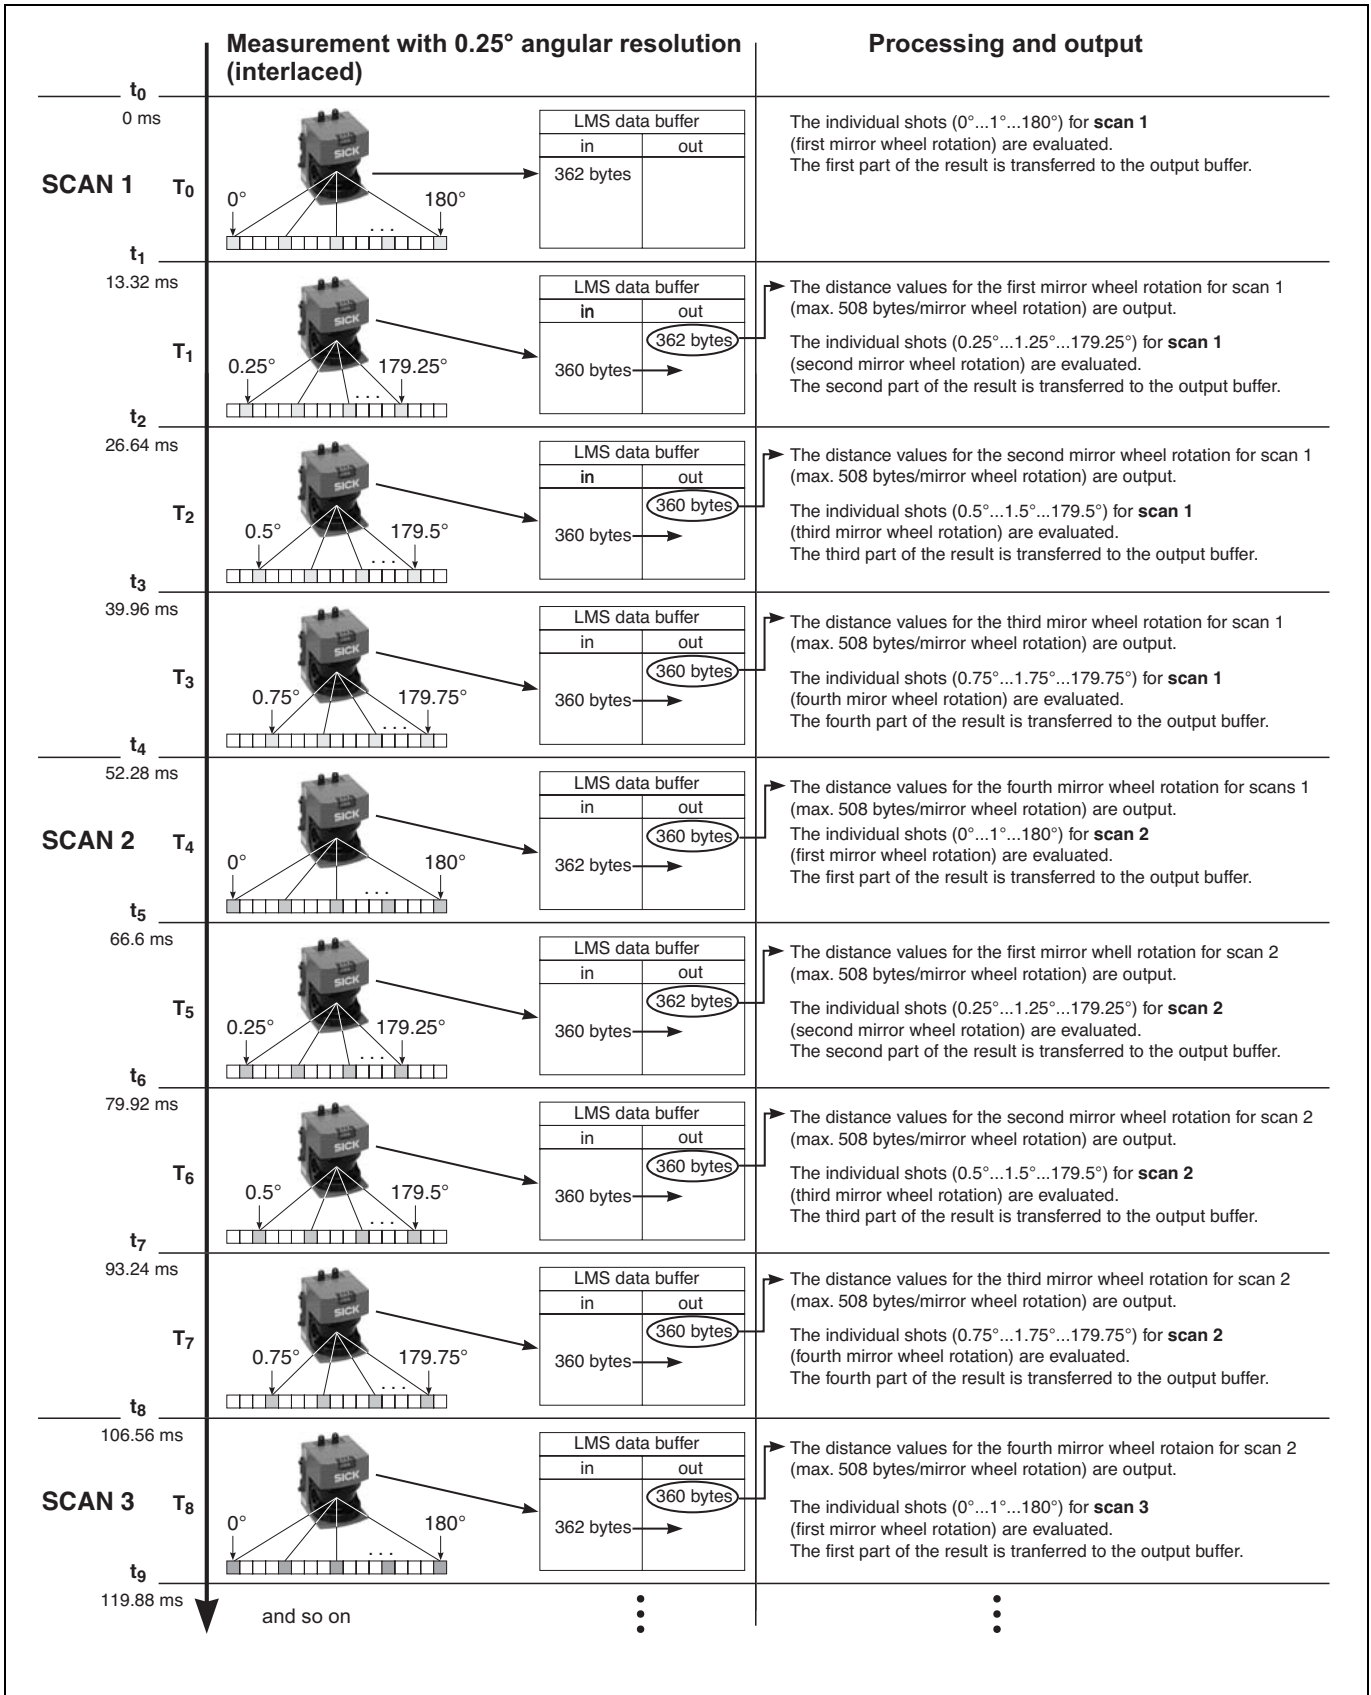 Measurement with 0.25° angular resolution
(interlaced)
Processing and output
t0
0 ms
SCAN 1
T0
SICK
0°
180°
. . .
LMS data buffer
in out
362 bytes
The individual shots (0°...1°...180°) for scan 1
(first mirror wheel rotation) are evaluated.
The first part of the result is transferred to the output buffer.
t1
13.32 ms
T1
SICK
0.25°
179.25°
. . .
LMS data buffer
in out
362 bytes
360 bytes
The distance values for the first mirror wheel rotation for scan 1
(max. 508 bytes/mirror wheel rotation) are output.
The individual shots (0.25°...1.25°...179.25°) for scan 1
(second mirror wheel rotation) are evaluated.
The second part of the result is transferred to the output buffer.
t2
26.64 ms
T2
SICK
0.5°
179.5°
. . .
LMS data buffer
in out
360 bytes
360 bytes
The distance values for the second mirror wheel rotation for scan 1
(max. 508 bytes/mirror wheel rotation) are output.
The individual shots (0.5°...1.5°...179.5°) for scan 1
(third mirror wheel rotation) are evaluated.
The third part of the result is transferred to the output buffer.
t3
39.96 ms
T3
SICK
0.75°
179.75°
. . .
LMS data buffer
in out
360 bytes
360 bytes
The distance values for the third miror wheel rotation for scan 1
(max. 508 bytes/mirror wheel rotation) are output.
The individual shots (0.75°...1.75°...179.75°) for scan 1
(fourth miror wheel rotation) are evaluated.
The fourth part of the result is transferred to the output buffer.
t4
52.28 ms
SCAN 2
T4
SICK
0°
180°
. . .
LMS data buffer
in out
360 bytes
362 bytes
The distance values for the fourth mirror wheel rotation for scans 1
(max. 508 bytes/mirror wheel rotation) are output.
The individual shots (0°...1°...180°) for scan 2
(first mirror wheel rotation) are evaluated.
The first part of the result is transferred to the output buffer.
t5
66.6 ms
T5
SICK
0.25°
179.25°
. . .
LMS data buffer
in out
362 bytes
360 bytes
The distance values for the first mirror whell rotation for scan 2
(max. 508 bytes/mirror wheel rotation) are output.
The individual shots (0.25°...1.25°...179.25°) for scan 2
(second mirror wheel rotation) are evaluated.
The second part of the result is transferred to the output buffer.
t6
79.92 ms
T6
SICK
0.5°
179.5°
. . .
LMS data buffer
in out
360 bytes
360 bytes
The distance values for the second mirror wheel rotation for scan 2
(max. 508 bytes/mirror wheel rotation) are output.
The individual shots (0.5°...1.5°...179.5°) for scan 2
(third mirror wheel rotation) are evaluated.
The third part of the result is transferred to the output buffer.
t7
93.24 ms
T7
SICK
0.75°
179.75°
. . .
LMS data buffer
in out
360 bytes
360 bytes
The distance values for the third mirror wheel rotation for scan 2
(max. 508 bytes/mirror wheel rotation) are output.
The individual shots (0.75°...1.75°...179.75°) for scan 2
(fourth mirror wheel rotation) are evaluated.
The fourth part of the result is transferred to the output buffer.
t8
106.56 ms
SCAN 3
T8
SICK
0°
180°
. . .
LMS data buffer
in out
360 bytes
362 bytes
The distance values for the fourth mirror wheel rotaion for scan 2
(max. 508 bytes/mirror wheel rotation) are output.
The individual shots (0°...1°...180°) for scan 3
(first mirror wheel rotation) are evaluated.
The first part of the result is tranferred to the output buffer.
t9
119.88 ms
and so on